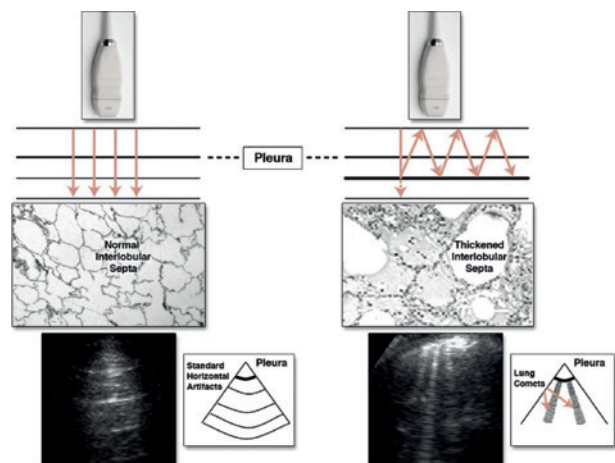 Pleura
Normal
Interlobular
Septa
Thickened
Interlobular
Septa
Standard
Horizontal
Artifacts
Pleura
Lung
Comets
Pleura